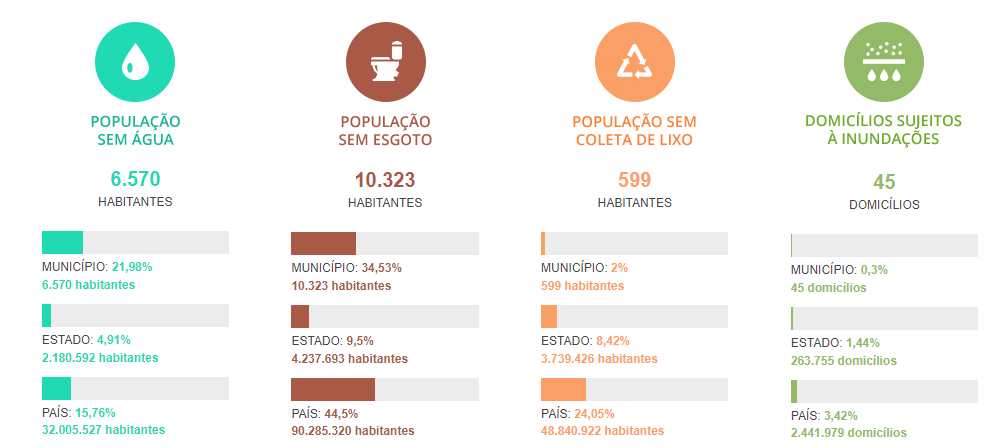 POPULAÇÃO
SEM ÁGUA
6.570
HABITANTES
MUNICÍPIO: 21,98%
6.570 habitantes
ESTADO: 4,91%
2.180.592 habitantes
PAÍS: 15,76%
32.005.527 habitantes
POPULAÇÃO
SEM ESGOTO
10.323
HABITANTES
MUNICÍPIO: 34,53%
10.323 habitantes
ESTADO: 9,5%
4.237.693 habitantes
PAÍS: 44,5%
90.285.320 habitantes
POPULAÇÃO SEM
COLETA DE LIXO
599
HABITANTES
MUNICÍPIO: 2%
599 habitantes
ESTADO: 8,42%
3.739.426 habitantes
PAÍS: 24,05%
48.840.922 habitantes
DOMICÍLIOS SUJEITOS
À INUNDAÇÕES
45
DOMICÍLIOS
MUNICÍPIO: 0,3%
45 domicílios
ESTADO: 1,44%
263.755 domicílios
PAÍS: 3,42%
2.441.979 domicílios